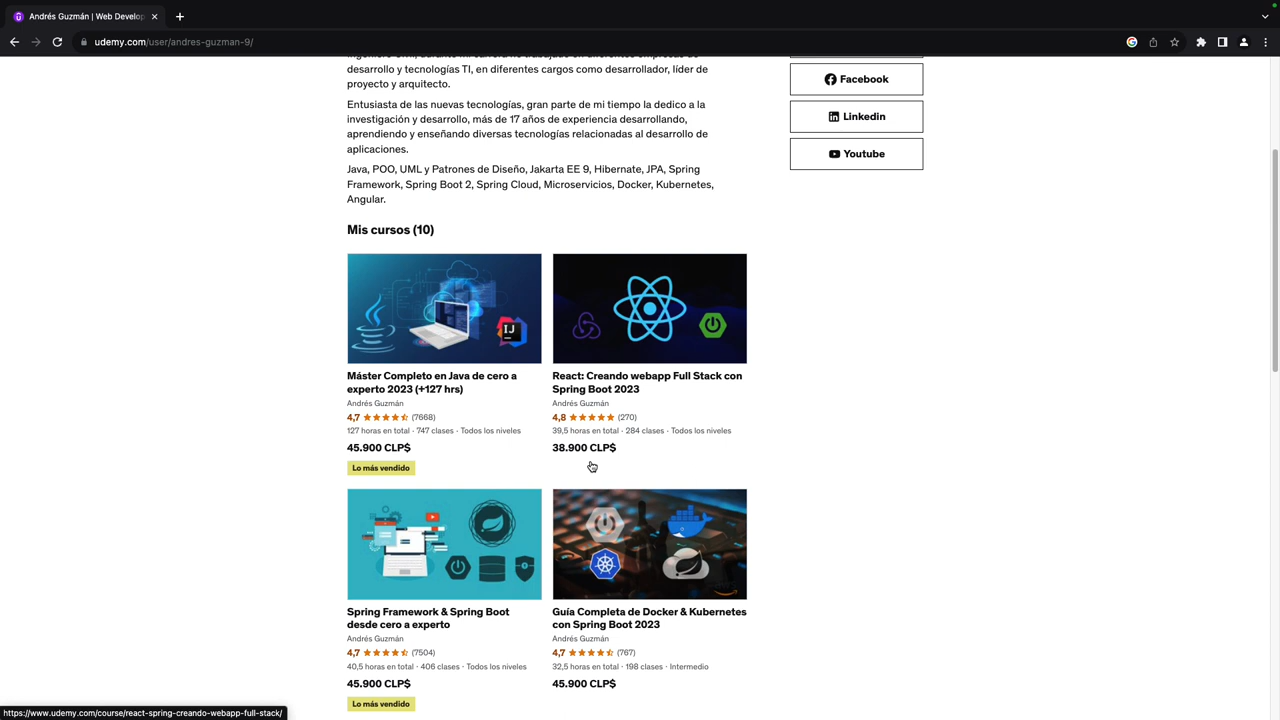 Andrés Guzmán | Web Develop
udemy.com/user/andres-guzman-9/
desarrollo y tecnologías TI, en diferentes cargos como desarrollador, líder de
proyecto y arquitecto.
Entusiasta de las nuevas tecnologías, gran parte de mi tiempo la dedico a la
investigación y desarrollo, más de 17 años de experiencia desarrollando,
aprendiendo y enseñando diversas tecnologías relacionadas al desarrollo de
aplicaciones.
Java, POO, UML y Patrones de Diseño, Jakarta EE 9, Hibernate, JPA, Spring
Framework, Spring Boot 2, Spring Cloud, Microservicios, Docker, Kubernetes,
Angular.
Facebook
Linkedin
Youtube
Mis cursos (10)
IJ
Máster Completo en Java de cero a
experto 2023 (+127 hrs)
Andrés Guzmán
4,7 (7668)
127 horas en total · 747 clases · Todos los niveles
45.900 CLP$
Lo más vendido
React: Creando webapp Full Stack con
Spring Boot 2023
Andrés Guzmán
4,8 (270)
39,5 horas en total · 284 clases · Todos los niveles
38.900 CLP$
Spring Framework & Spring Boot
desde cero a experto
Andrés Guzmán
4,7 (7504)
40,5 horas en total · 406 clases · Todos los niveles
45.900 CLP$
Lo más vendido
Guía Completa de Docker & Kubernetes
con Spring Boot 2023
Andrés Guzmán
4,7 (767)
32,5 horas en total · 198 clases · Intermedio
45.900 CLP$
https://www.udemy.com/course/react-spring-creando-webapp-full-stack/